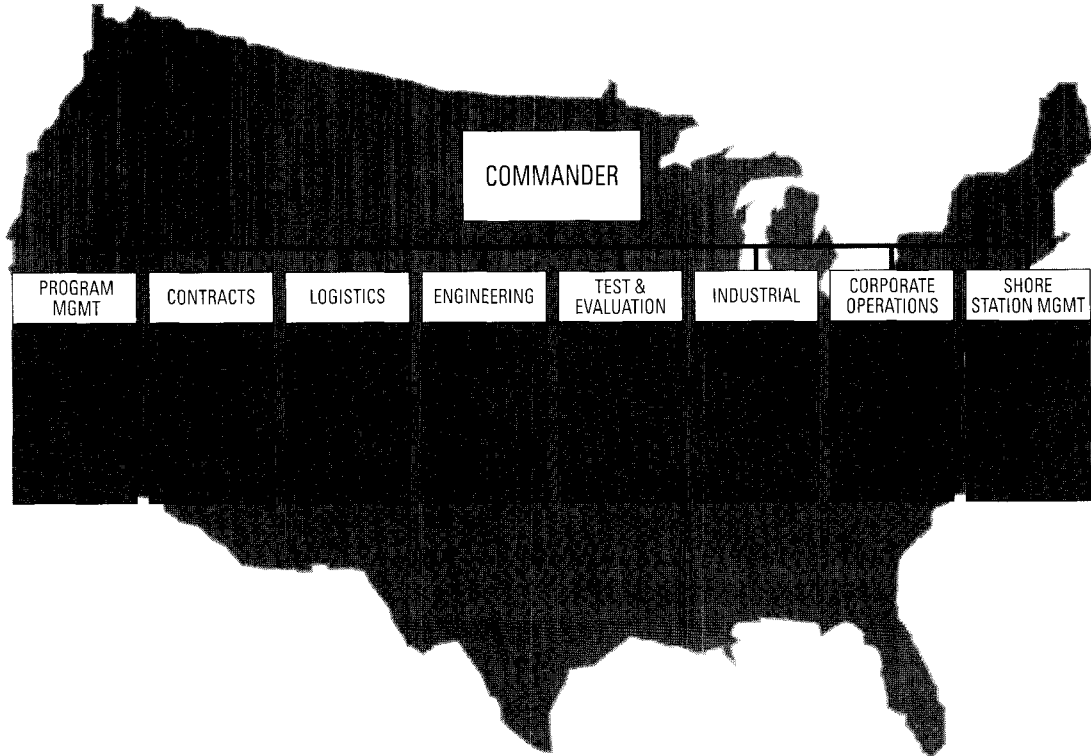 COMMANDER
PROGRAM
MGMT
CONTRACTS
LOGISTICS
ENGINEERING
TEST &
EVALUATION
INDUSTRIAL
CORPORATE
OPERATIONS
SHORE
STATION MGMT